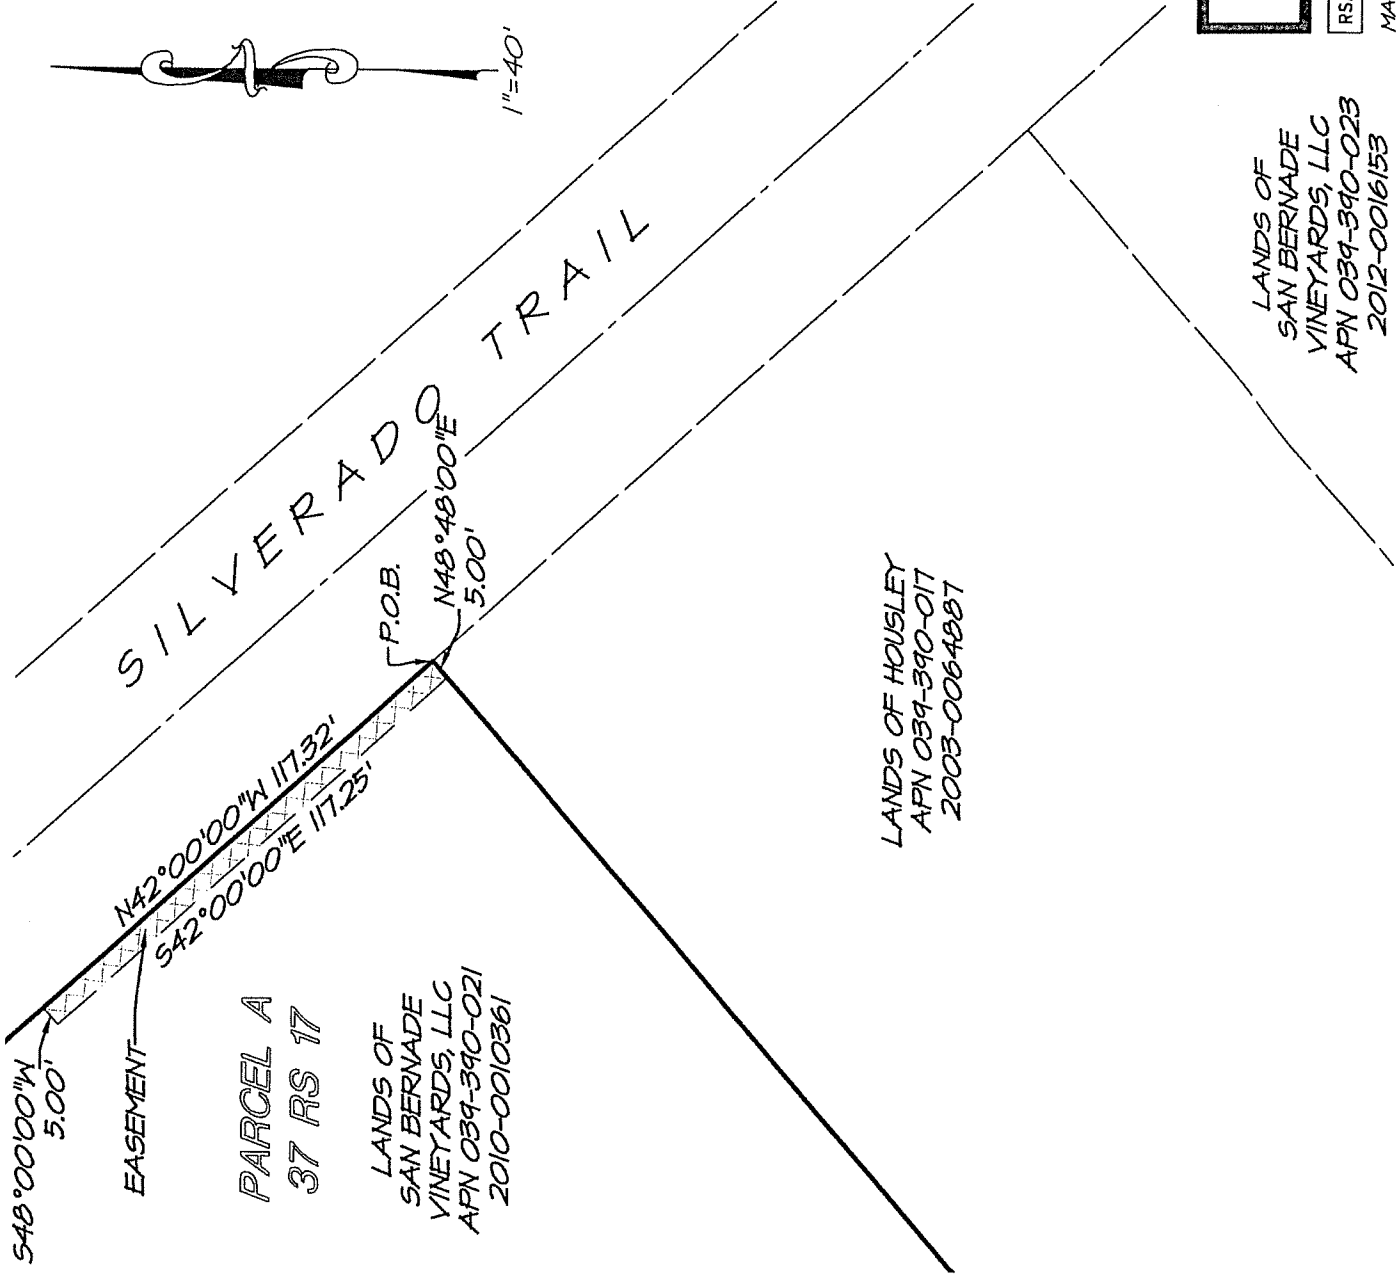 1"=40'
SILVERADO TRAIL
S48°00'00"W
5.00'
EASEMENT
N42°00'00"W 117.32'
S42°00'00"E 117.25'
P.O.B.
N48°48'00"E
5.00'
PARCEL A
37 RS 17
LANDS OF
SAN BERNADE
VINEYARDS, LLC
APN 039-390-021
2010-0010361
LANDS OF HOUSLEY
APN 039-390-017
2003-0064887
LANDS OF
SAN BERNADE
VINEYARDS, LLC
APN 039-390-023
2012-0016153
RS
MA